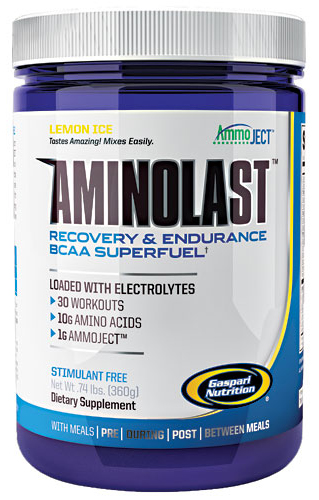 LEMON ICE
Tastes Amazing! Mixes Easily.
AmmoJECT™
AMINOLAST™
RECOVERY & ENDURANCE
BCAA SUPERFUEL†
LOADED WITH ELECTROLYTES
30 WORKOUTS
10G AMINO ACIDS
1G AMMOJECT™
STIMULANT FREE
Net Wt .74 lbs. (360g)
Dietary Supplement
Gaspari
Nutrition®
WITH MEALS | PRE | DURING | POST | BETWEEN MEALS